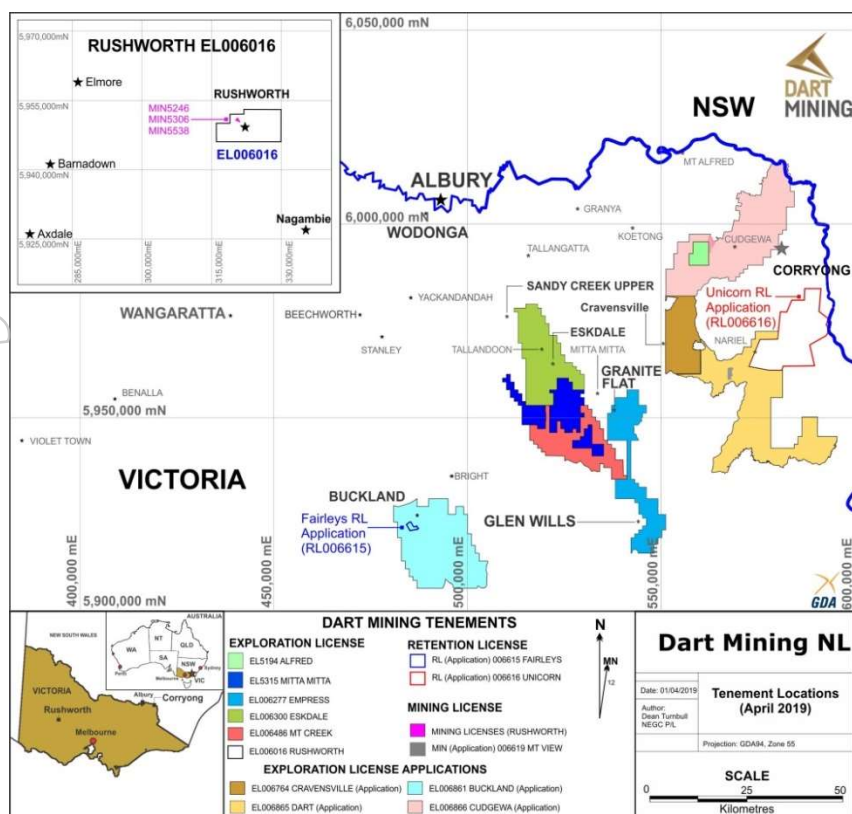 RUSHWORTH EL006016
5,970,000mN
Elmore
5,955,000mN
RUSHWORTH
MIN5246
MIN5306
MIN5538
EL006016
5,940,000mN
Barnadown
Nagambie
Axdale
5,925,000mN
285,000mE
300,000mE
315,000mE
330,000mE
6,050,000 mN
DART
MINING
NSW
MT ALFRED
ALBURY
GRANYA
6,000,000 mN
WODONGA
KOETONG
CUDGEWA
TALLANGATTA
CORRYONG
SANDY CREEK UPPER
Unicorn RL
Application
(RL006616)
YACKANDANDAH
Cravensville
WANGARATTA
BEECHWORTH
ESKDALE
STANLEY
TALLANDOON
MITTA MITTA
NARIEL
GRANITE
FLAT
BENALLA
5,950,000 mN
VIOLET TOWN
VICTORIA
BRIGHT
BUCKLAND
Fairleys RL
Application
(RL006615)
GLEN WILLS
400,000 mE
450,000 mE
500,000 mE
550,000 mE
600,000 mE
5,900,000 mN
GDA
NEW SOUTH WALES
AUSTRALIA
NT
QLD
WA
SA
NSW
Perth
Sydney
Melbourne
VIC
VICTORIA
Rushworth
Albury
Corryong
Melbourne
DART MINING TENEMENTS
EXPLORATION LICENSE
EL5194 ALFRED
EL5315 MITTA MITTA
EL006277 EMPRESS
EL006300 ESKDALE
EL006486 MT CREEK
EL006016 RUSHWORTH
RETENTION LICENSE
RL (Application) 006615 FAIRLEYS
RL (Application) 006616 UNICORN
MINING LICENSE
MINING LICENSES (RUSHWORTH)
MIN (Application) 006619 MT VIEW
EXPLORATION LICENSE APPLICATIONS
EL006764 CRAVENSVILLE (Application)
EL006861 BUCKLAND (Application)
EL006865 DART (Application)
EL006866 CUDGEWA (Application)
N
MN
12
Dart Mining NL
Date: 01/04/2019
Author:
Dean Turnbull
NEGC P/L
Tenement Locations
(April 2019)
Projection: GDA94, Zone 55
SCALE
0 25 50
Kilometres